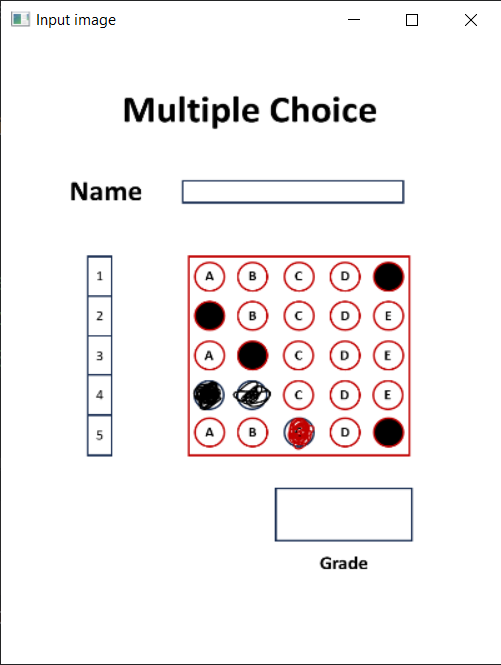 Input image
Multiple Choice
Name
1 A B C D
2 B C D E
3 A C D E
4 C D E
5 A B D
Grade